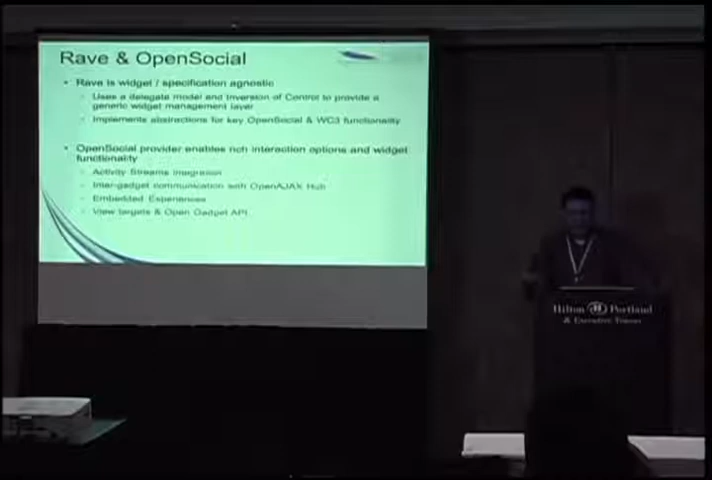 Rave & OpenSocial
Rave is widget / specification agnostic
Uses a delegate model and Inversion of Control to provide a
generic widget management layer
Implements abstractions for key OpenSocial & WC3 functionality
OpenSocial provider enables rich interaction options and widget
functionality
Activity Streams integration
Inter-gadget communication with OpenAJAX Hub
Embedded Experiences
View targets & Open Gadget API
Hilton Portland
& Executive Tower